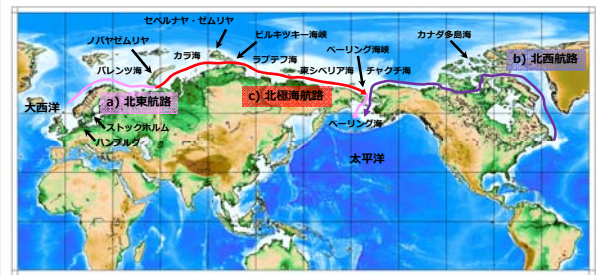 セベルナヤ・ゼムリヤ
ノバヤゼムリヤ
ビルキツキー海峡
カナダ多島海
カラ海
ベーリング海峡
b) 北西航路
バレンツ海
ラプテフ海
東シベリア海
チャクチ海
大西洋
a) 北東航路
c) 北極海航路
ストックホルム
ベーリング海
ハンブルグ
太平洋